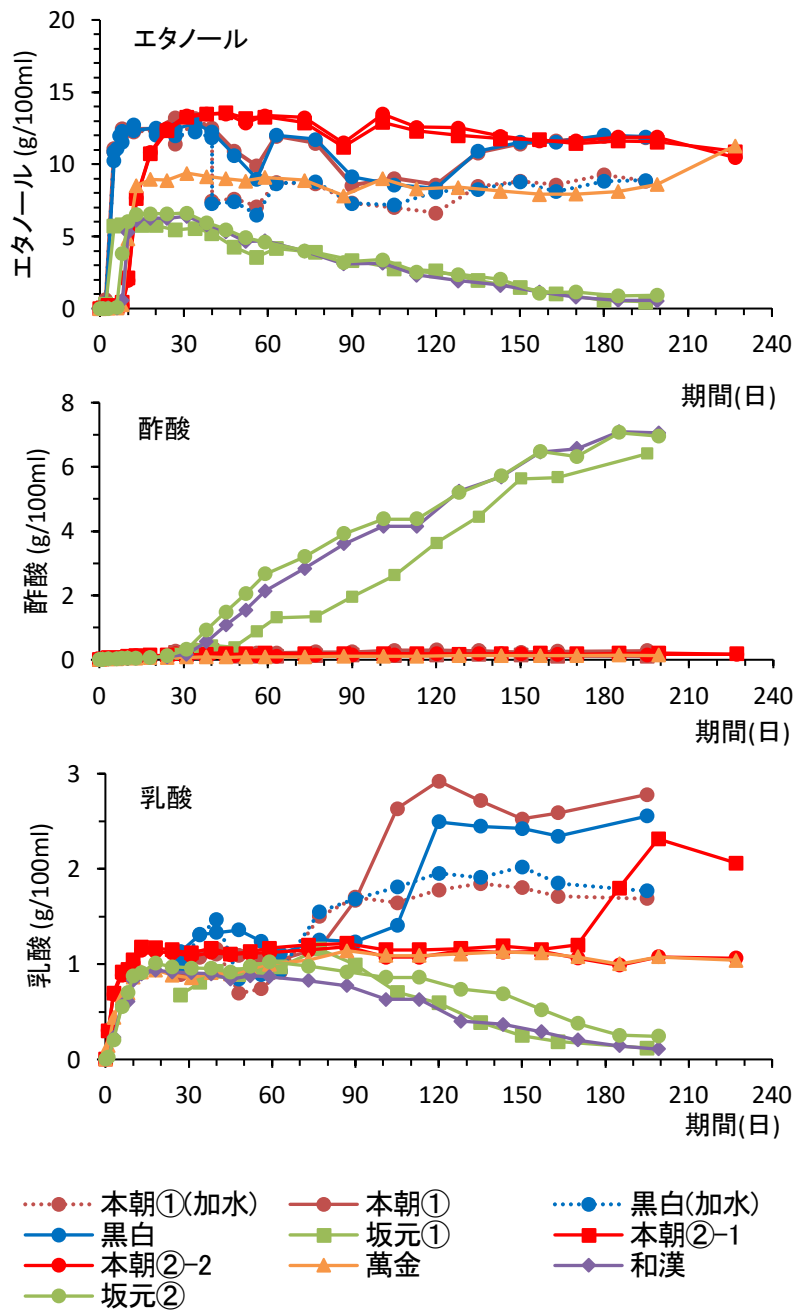 エタノール
エタノール (g/100ml)
20
15
10
5
0
0 30 60 90 120 150 180 210 240
期間(日)
酢酸
酢酸 (g/100ml)
8
6
4
2
0
0 30 60 90 120 150 180 210 240
期間(日)
乳酸
乳酸 (g/100ml)
3
2
1
0
0 30 60 90 120 150 180 210 240
期間(日)
本朝①(加水) 本朝① 黒白(加水)
黒白 坂元① 本朝②-1
本朝②-2 萬金 和漢
坂元②